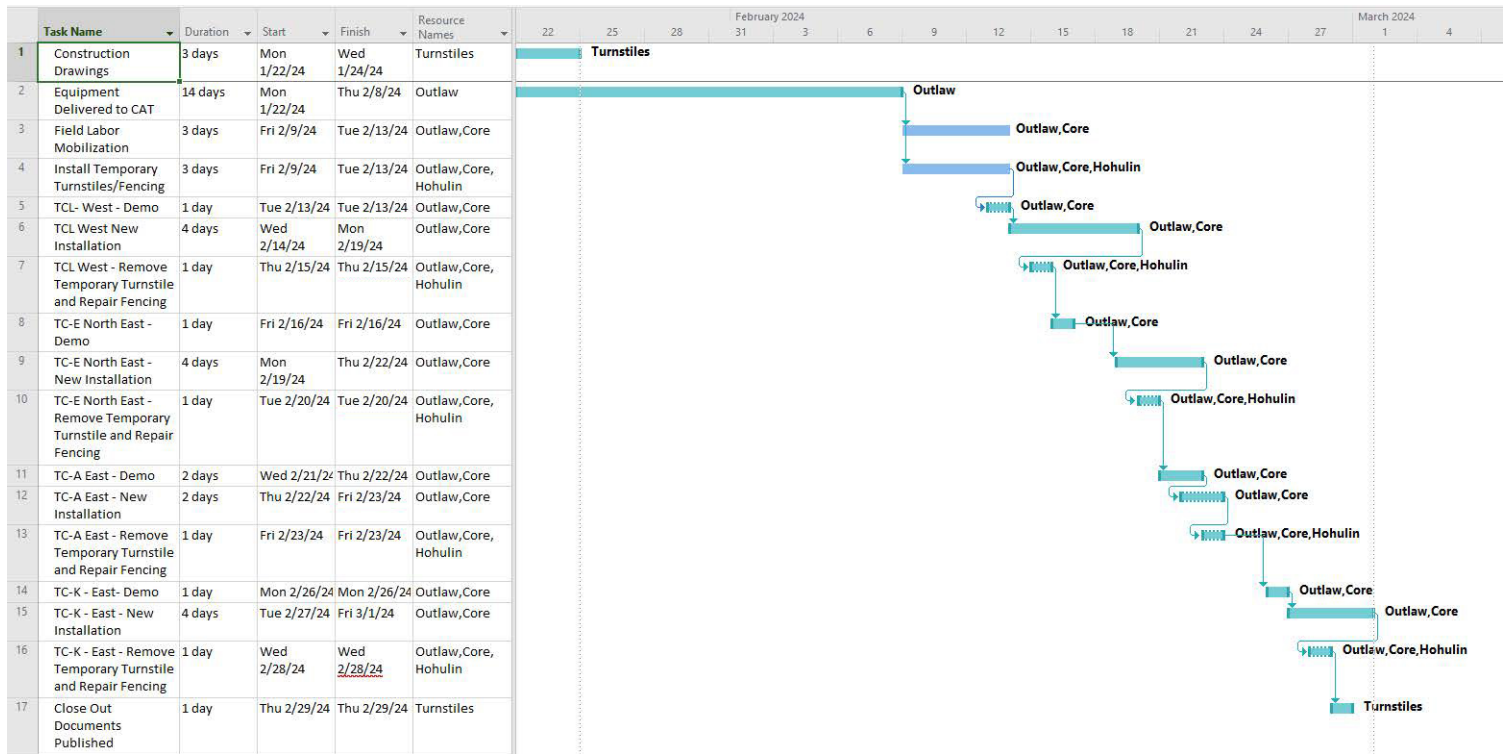 February 2024 March 2024
Task Name Duration Start Finish Resource Names 22 25 28 31 3 6 9 12 15 18 21 24 27 1 4
1 Construction Drawings 3 days Mon 1/22/24 Wed 1/24/24 Turnstiles Turnstiles
2 Equipment Delivered to CAT 14 days Mon 1/22/24 Thu 2/8/24 Outlaw Outlaw
3 Field Labor Mobilization 3 days Fri 2/9/24 Tue 2/13/24 Outlaw,Core Outlaw,Core
4 Install Temporary Turnstiles/Fencing 3 days Fri 2/9/24 Tue 2/13/24 Outlaw,Core, Hohulin Outlaw,Core,Hohulin
5 TCL- West - Demo 1 day Tue 2/13/24 Tue 2/13/24 Outlaw,Core Outlaw,Core
6 TCL West New Installation 4 days Wed 2/14/24 Mon 2/19/24 Outlaw,Core Outlaw,Core
7 TCL West - Remove Temporary Turnstile and Repair Fencing 1 day Thu 2/15/24 Thu 2/15/24 Outlaw,Core, Hohulin Outlaw,Core,Hohulin
8 TC-E North East - Demo 1 day Fri 2/16/24 Fri 2/16/24 Outlaw,Core Outlaw,Core
9 TC-E North East - New Installation 4 days Mon 2/19/24 Thu 2/22/24 Outlaw,Core Outlaw,Core
10 TC-E North East - Remove Temporary Turnstile and Repair Fencing 1 day Tue 2/20/24 Tue 2/20/24 Outlaw,Core, Hohulin Outlaw,Core,Hohulin
11 TC-A East - Demo 2 days Wed 2/21/24 Thu 2/22/24 Outlaw,Core Outlaw,Core
12 TC-A East - New Installation 2 days Thu 2/22/24 Fri 2/23/24 Outlaw,Core Outlaw,Core
13 TC-A East - Remove Temporary Turnstile and Repair Fencing 1 day Fri 2/23/24 Fri 2/23/24 Outlaw,Core, Hohulin Outlaw,Core,Hohulin
14 TC-K - East- Demo 1 day Mon 2/26/24 Mon 2/26/24 Outlaw,Core Outlaw,Core
15 TC-K - East - New Installation 4 days Tue 2/27/24 Fri 3/1/24 Outlaw,Core Outlaw,Core
16 TC-K - East - Remove Temporary Turnstile and Repair Fencing 1 day Wed 2/28/24 Wed 2/28/24 Outlaw,Core, Hohulin Outlaw,Core,Hohulin
17 Close Out Documents Published 1 day Thu 2/29/24 Thu 2/29/24 Turnstiles Turnstiles